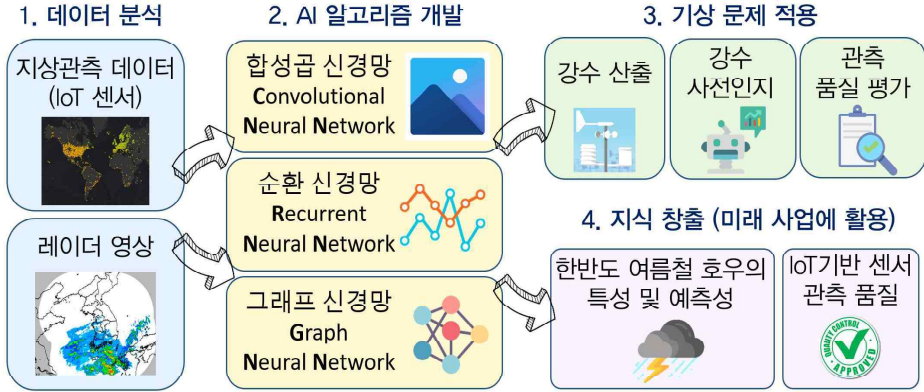 1. 데이터 분석
지상관측 데이터
(IoT 센서)
레이더 영상
2. AI 알고리즘 개발
합성곱 신경망
Convolutional
Neural Network
순환 신경망
Recurrent
Neural Network
그래프 신경망
Graph
Neural Network
3. 기상 문제 적용
강수 산출
강수
사전인지
관측
품질 평가
4. 지식 창출 (미래 사업에 활용)
한반도 여름철 호우의
특성 및 예측성
IoT기반 센서
관측 품질
QUALITY CONTROL
APPROVED